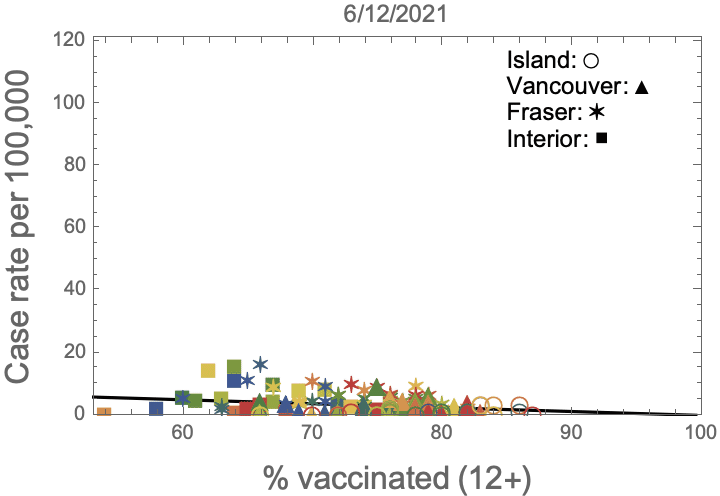 6/12/2021
120
100
80
60
40
20
0
Case rate per 100,000
Island:
Vancouver:
Fraser:
Interior:
60 70 80 90 100
% vaccinated (12+)